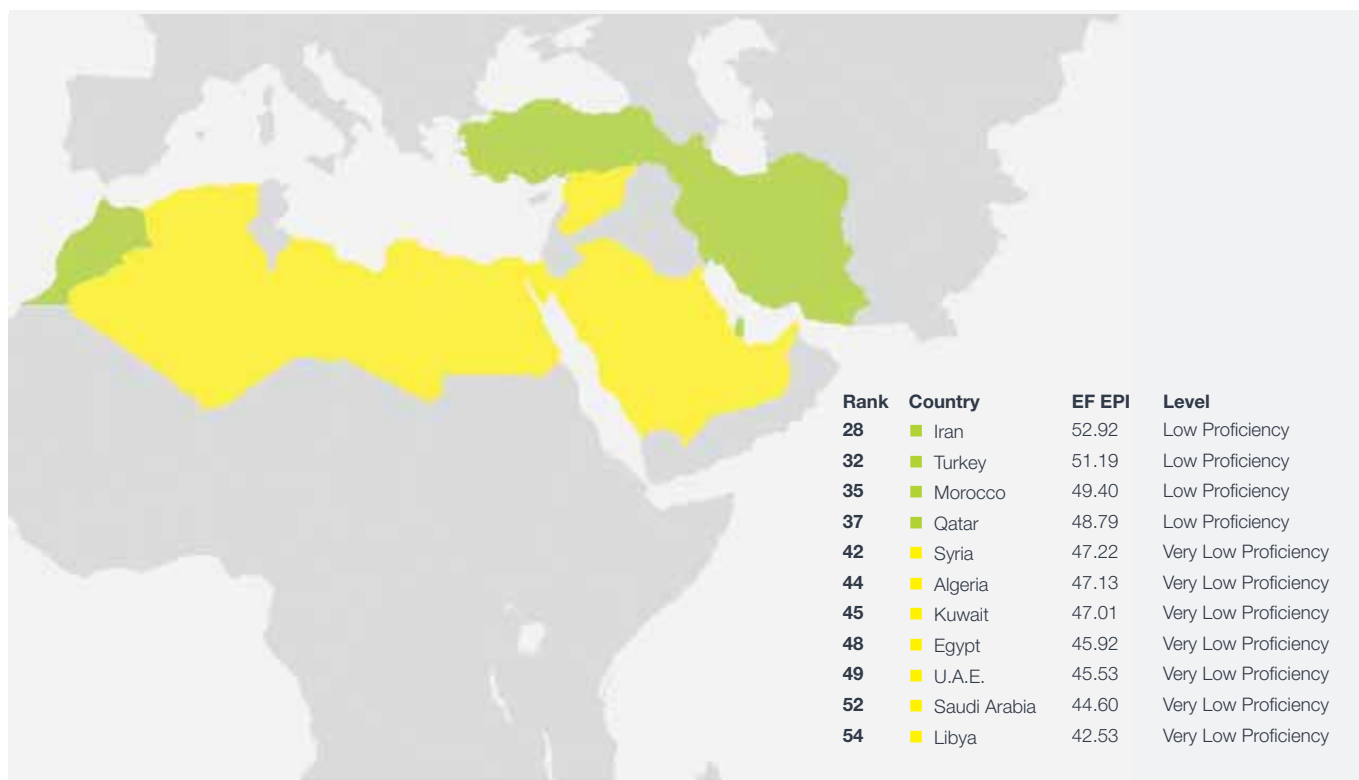 Rank Country EF EPI Level
28 Iran 52.92 Low Proficiency
32 Turkey 51.19 Low Proficiency
35 Morocco 49.40 Low Proficiency
37 Qatar 48.79 Low Proficiency
42 Syria 47.22 Very Low Proficiency
44 Algeria 47.13 Very Low Proficiency
45 Kuwait 47.01 Very Low Proficiency
48 Egypt 45.92 Very Low Proficiency
49 U.A.E. 45.53 Very Low Proficiency
52 Saudi Arabia 44.60 Very Low Proficiency
54 Libya 42.53 Very Low Proficiency